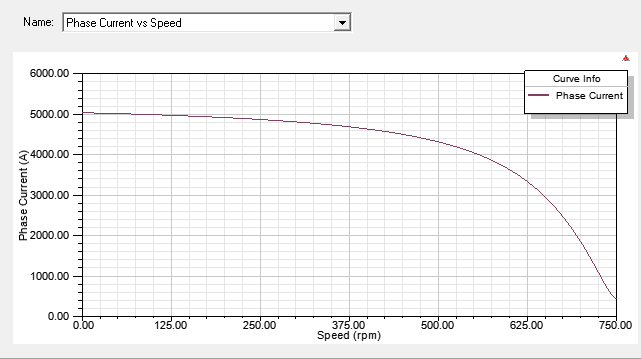 Name: Phase Current vs Speed
6000.00
5000.00
4000.00
3000.00
2000.00
1000.00
0.00
Phase Current (A)
Curve Info
Phase Current
0.00 125.00 250.00 375.00 500.00 625.00 750.00
Speed (rpm)